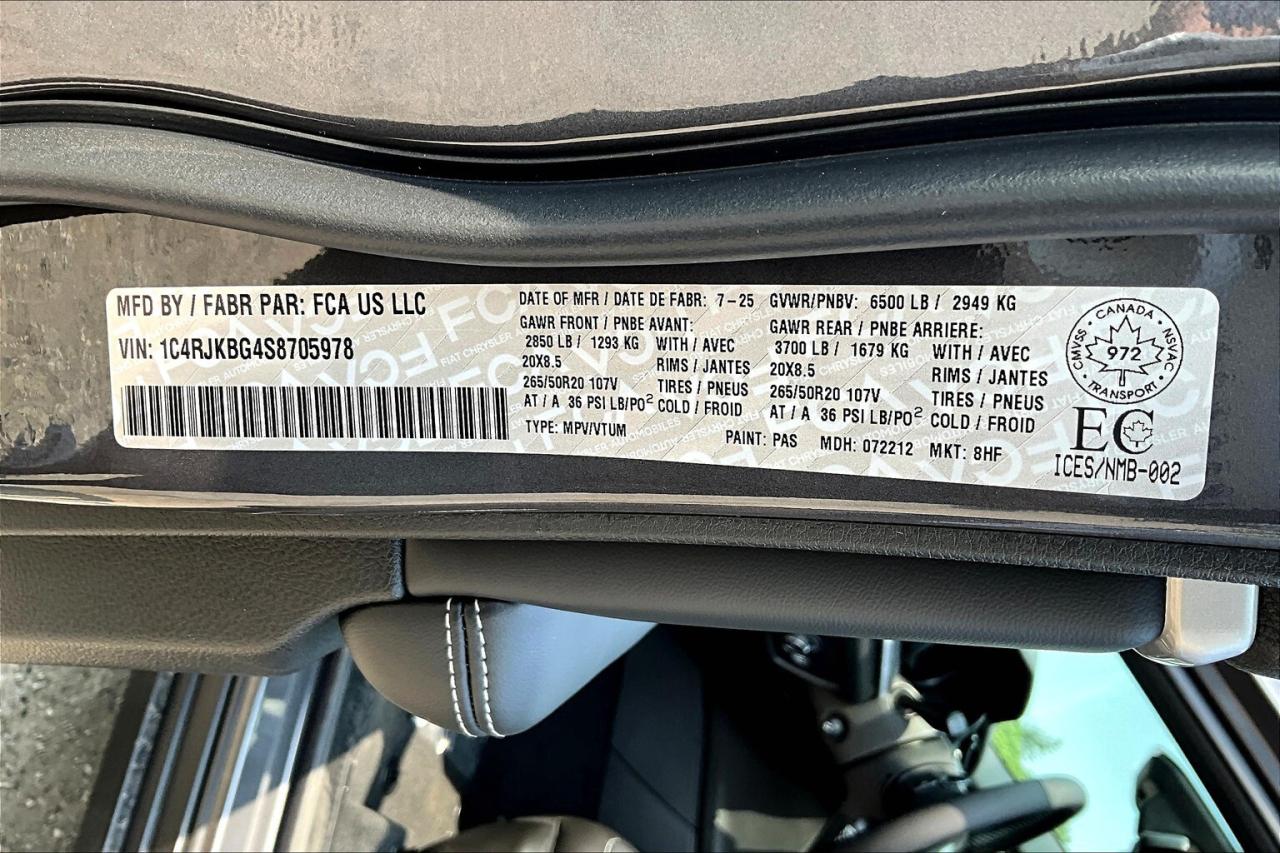 MFD BY / FABR PAR: FCA US LLC
VIN: 1C4RJKBG4S8705978
DATE OF MFR / DATE DE FABR: 7-25
GAWR FRONT / PNBE AVANT:
2850 LB / 1293 KG WITH / AVEC
20X8.5 RIMS / JANTES
265/50R20 107V TIRES / PNEUS
AT / A 36 PSI LB/PO² COLD / FROID
TYPE: MPV/VTUM
GVWR/PNBV: 6500 LB / 2949 KG
GAWR REAR / PNBE ARRIERE:
3700 LB / 1679 KG WITH / AVEC
20X8.5 RIMS / JANTES
265/50R20 107V TIRES / PNEUS
AT / A 36 PSI LB/PO² COLD / FROID
PAINT: PAS MDH: 072212 MKT: 8HF
CANADA
CMVSS 972 NSVAC
TRANSPORT
EC
ICES/NMB-002